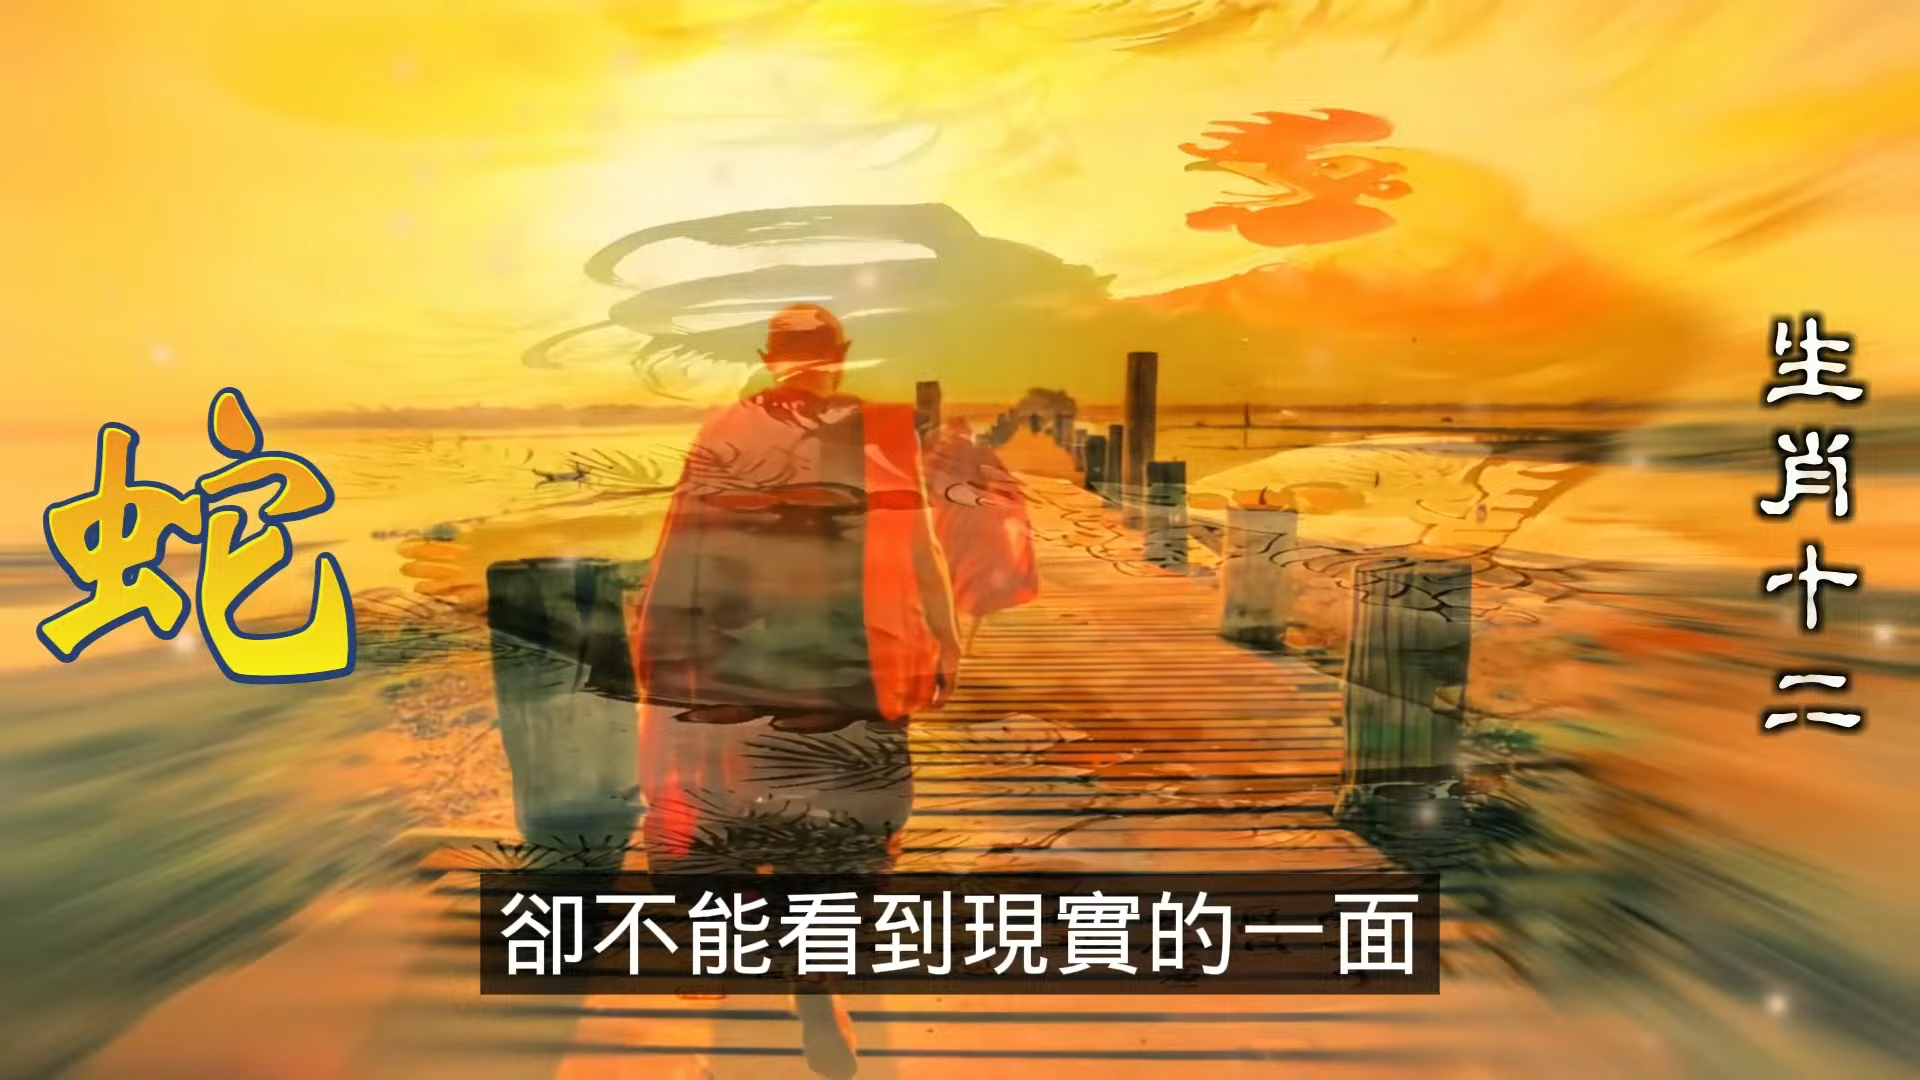 蛇
生肖十二
卻不能看到現實的一面